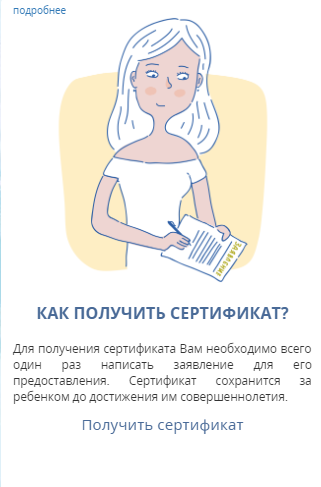 подробнее
ЗАЯВЛЕНИЕ
КАК ПОЛУЧИТЬ СЕРТИФИКАТ?
Для получения сертификата Вам необходимо всего
один раз написать заявление для его
предоставления. Сертификат сохранится за
ребенком до достижения им совершеннолетия.
Получить сертификат